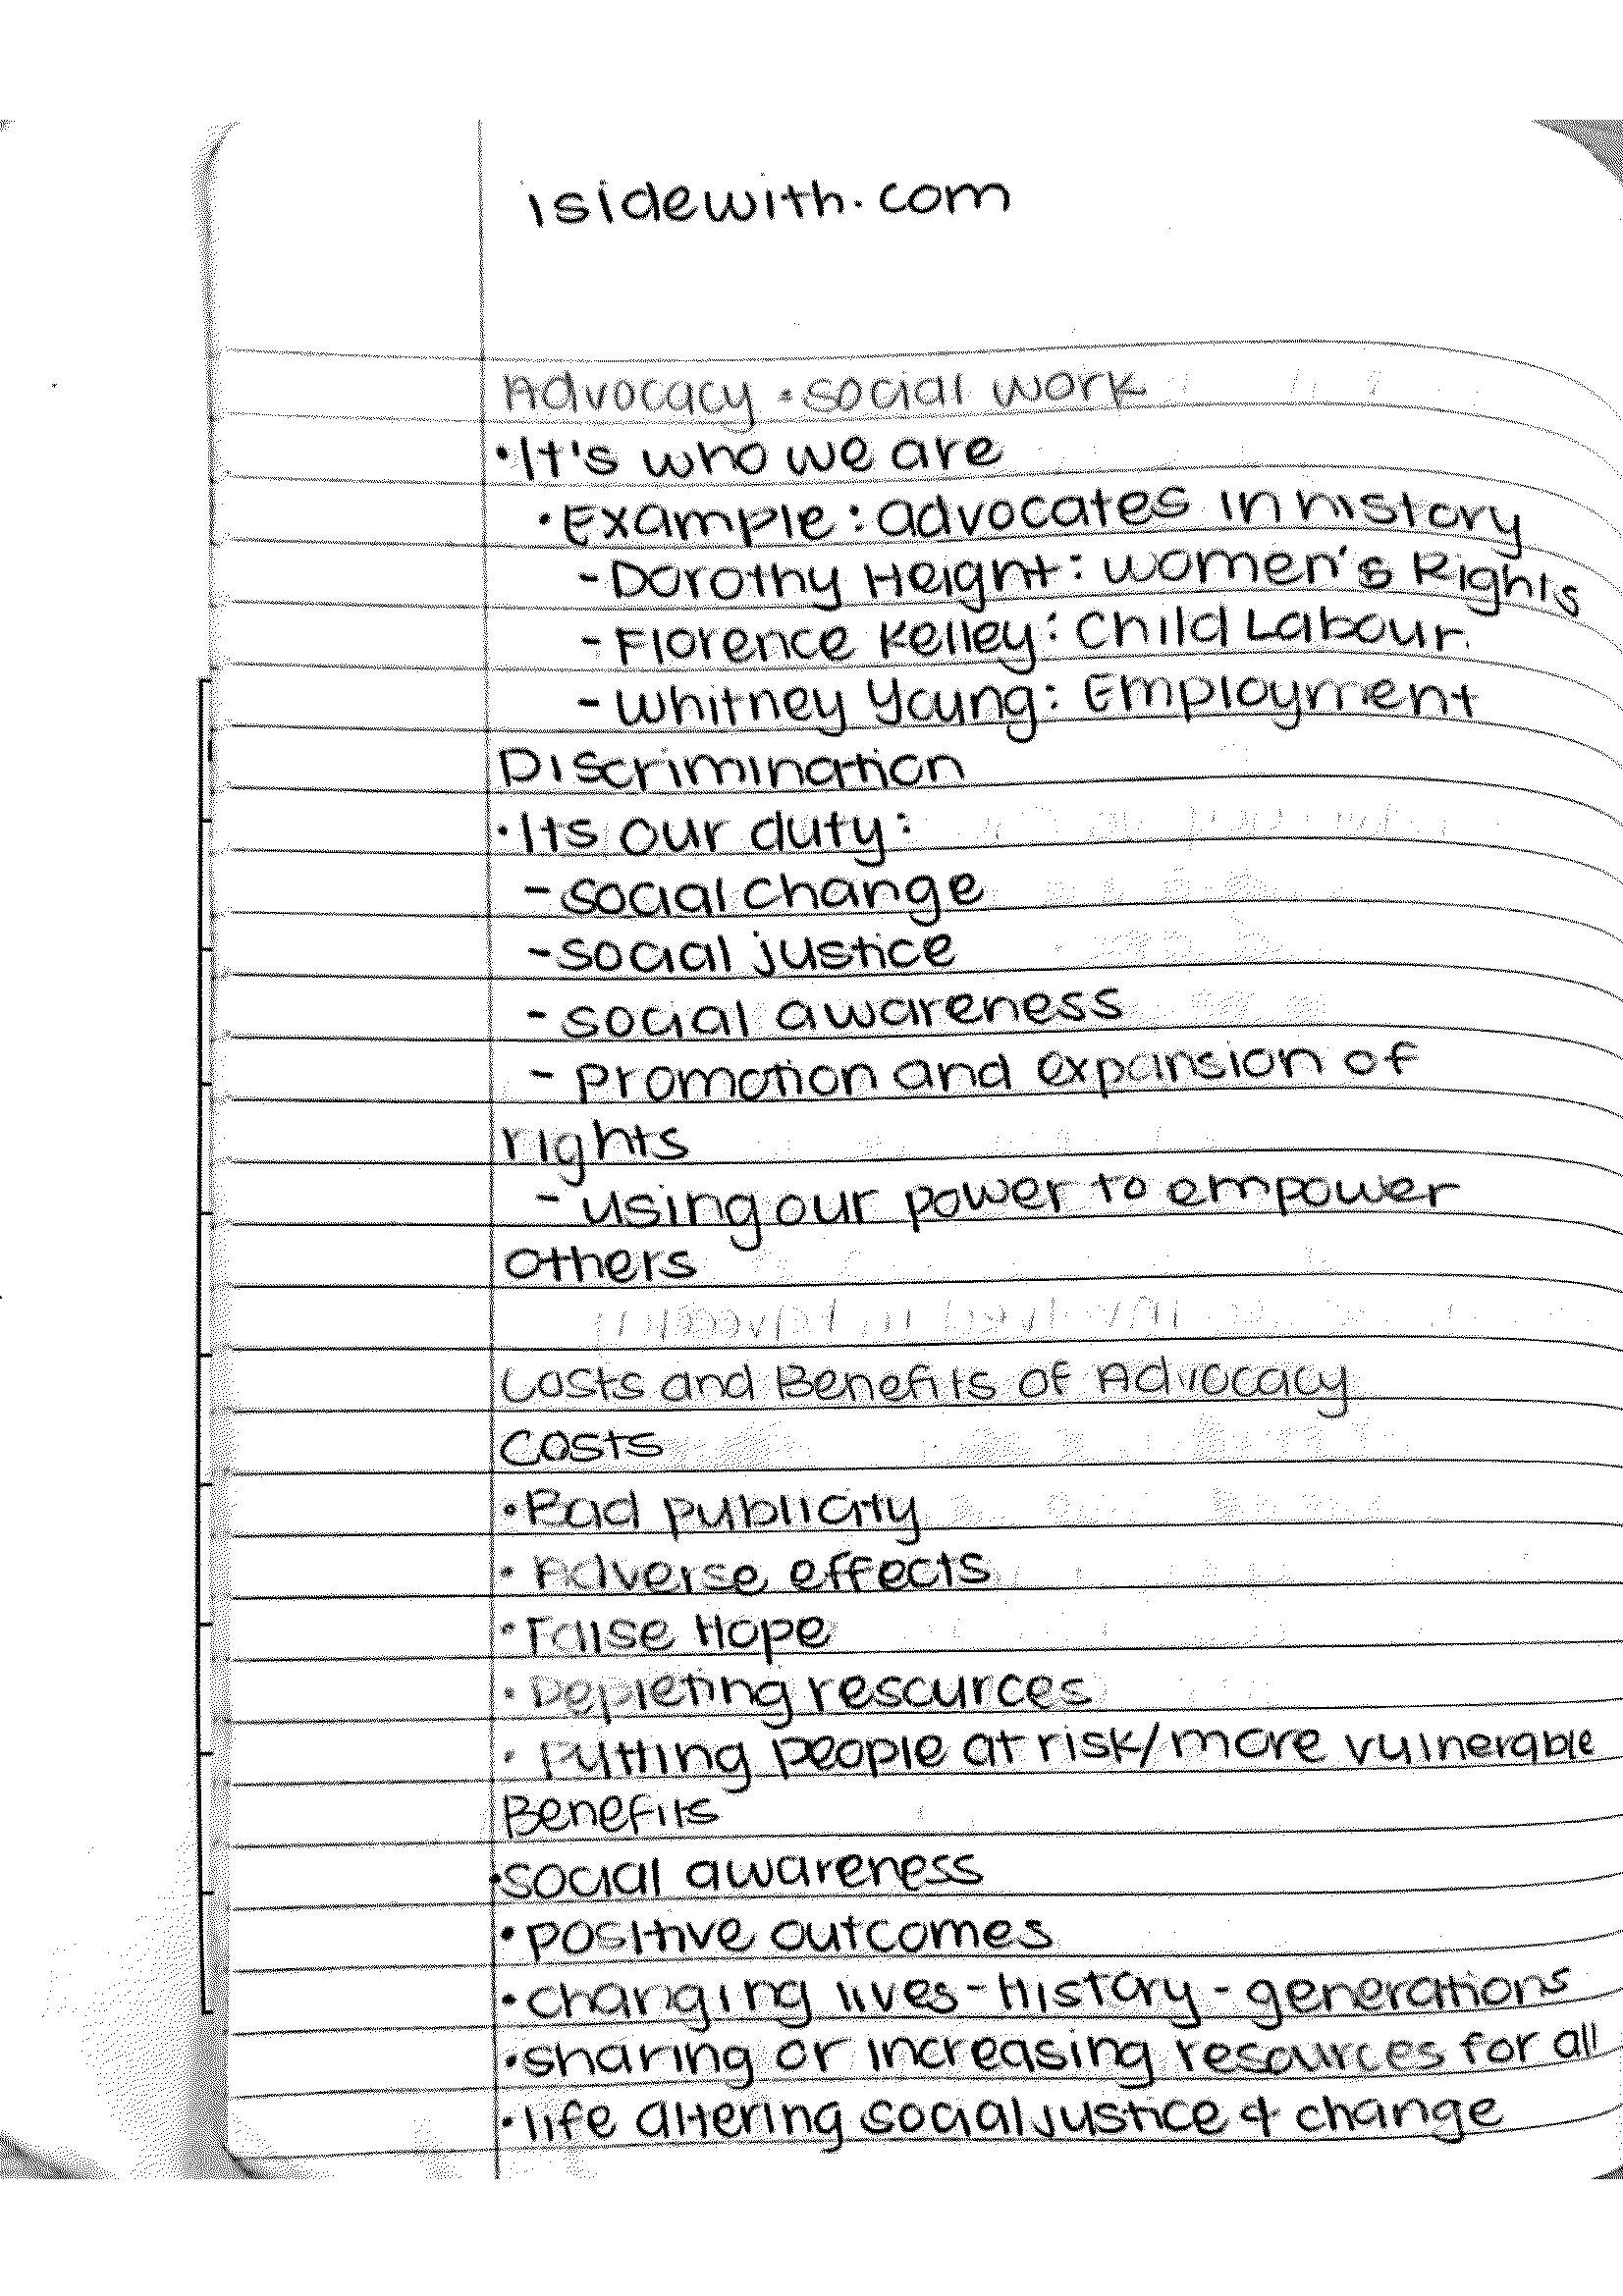 isidewith.com
Advocacy • social work
•It's who we are
•Example: advocates in history
-Dorothy Height: women's Rights
-Florence Kelley: Child Labour.
-Whitney Young: Employment
Discrimination
•Its our duty:
-social change
-social justice
-social awareness
-promotion and expansion of
rights
-using our power to empower
others
Costs and Benefits of Advocacy
Costs
•Bad publicity
•Adverse effects
•False Hope
•Depleting resources
•Putting people at risk/more vulnerable
Benefits
•social awareness
•positive outcomes
•changing lives-history-generations
•sharing or increasing resources for all
•life altering social justice & change